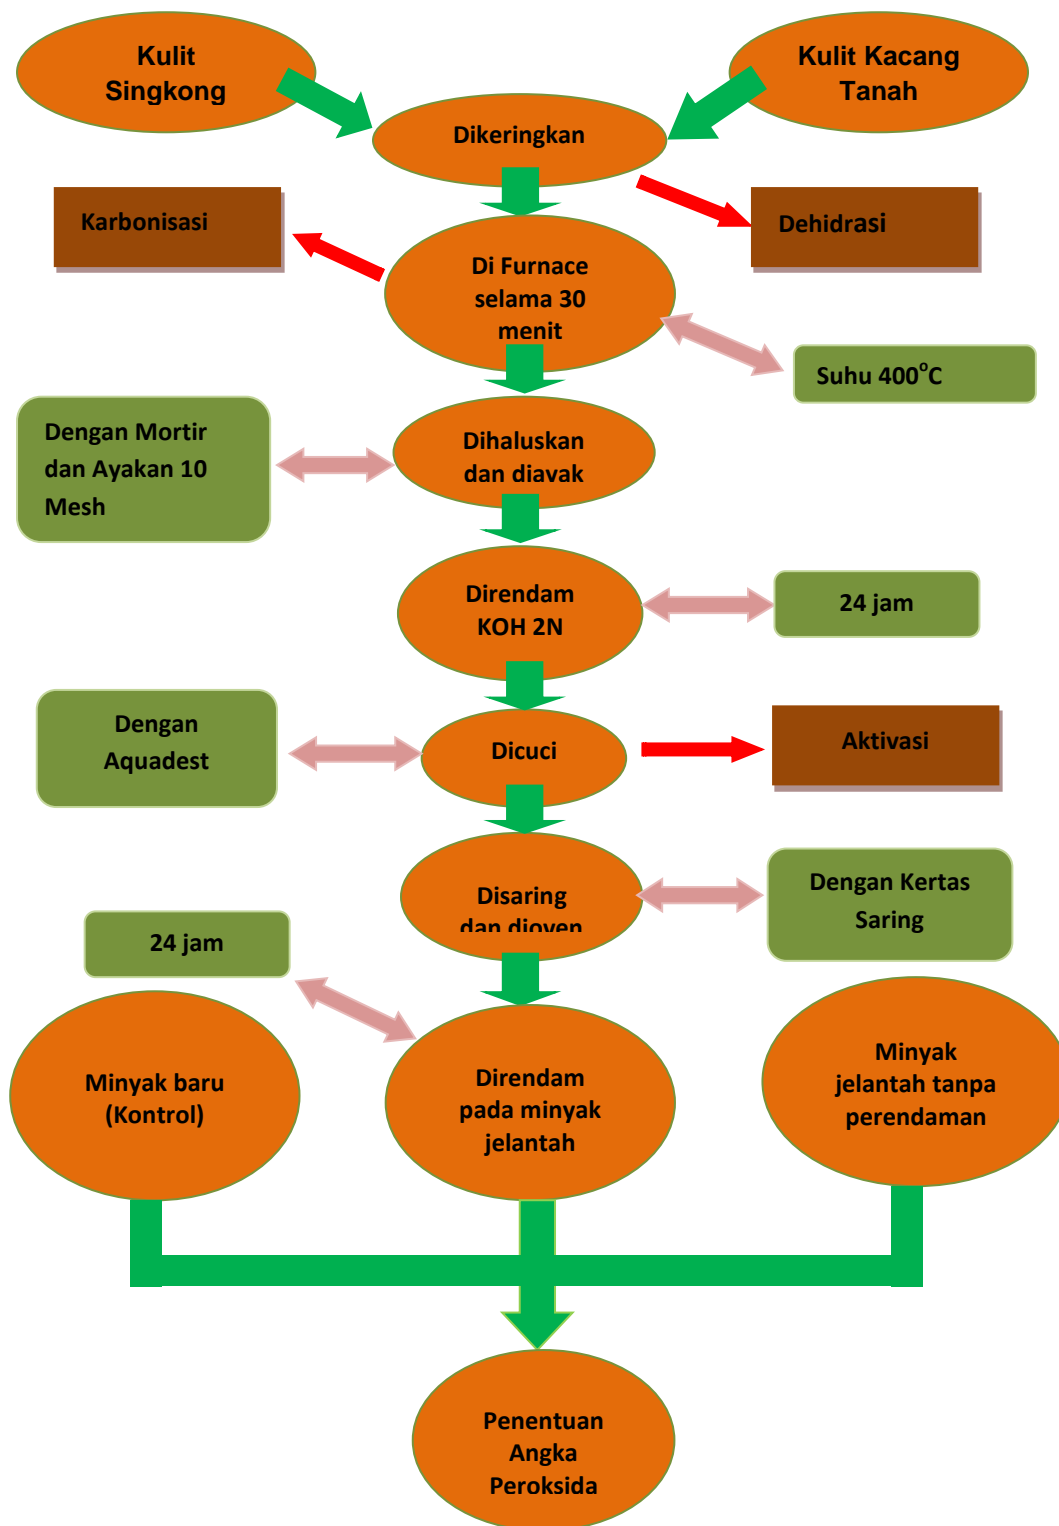 Kulit
Singkong
Kulit Kacang
Tanah
Dikeringkan
Karbonisasi
Dehidrasi
Di Furnace
selama 30
menit
Suhu 400°C
Dengan Mortir
dan Ayakan 10
Mesh
Dihaluskan
dan diayak
Direndam
KOH 2N
24 jam
Dengan
Aquadest
Dicuci
Aktivasi
Disaring
dan dioven
Dengan Kertas
Saring
24 jam
Minyak baru
(Kontrol)
Direndam
pada minyak
jelantah
Minyak
jelantah tanpa
perendaman
Penentuan
Angka
Peroksida